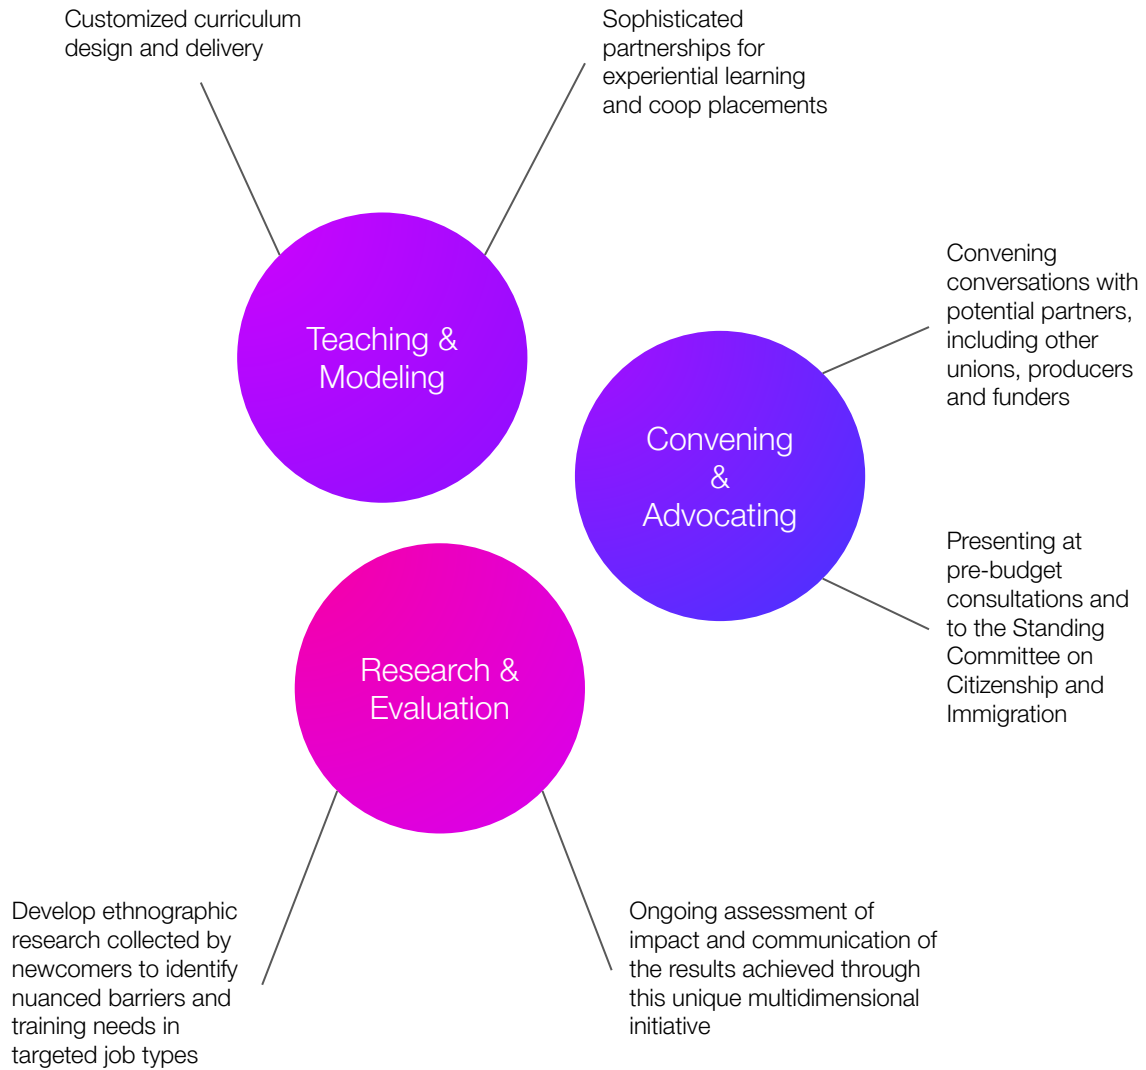 Customized curriculum
design and delivery
Sophisticated
partnerships for
experiential learning
and coop placements
Teaching &
Modeling
Convening
conversations with
potential partners,
including other
unions, producers
and funders
Convening
&
Advocating
Presenting at
pre-budget
consultations and
to the Standing
Committee on
Citizenship and
Immigration
Research &
Evaluation
Develop ethnographic
research collected by
newcomers to identify
nuanced barriers and
training needs in
targeted job types
Ongoing assessment of
impact and communication of
the results achieved through
this unique multidimensional
initiative